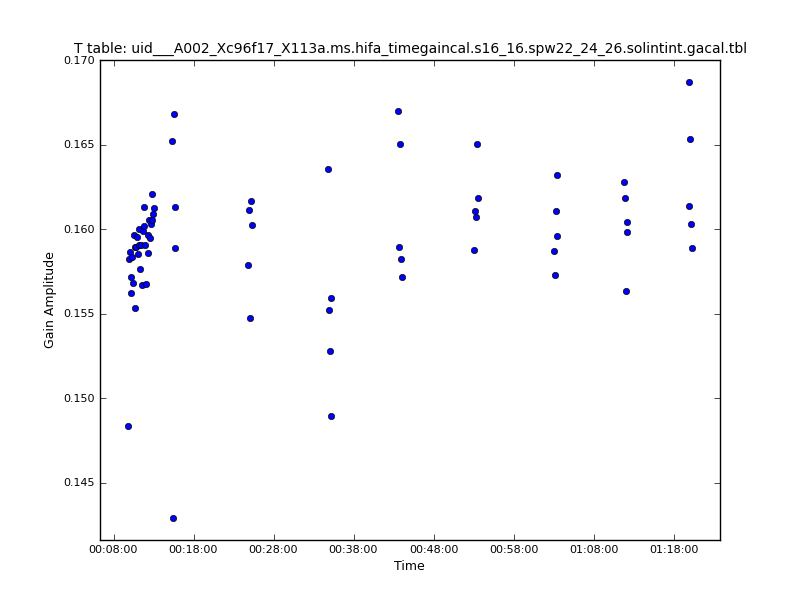 T table: uid___A002_Xc96f17_X113a.ms.hifa_timegaincal.s16_16.spw22_24_26.solintint.gacal.tbl
0.170
0.165
0.160
0.155
0.150
0.145
Gain Amplitude
00:08:00 00:18:00 00:28:00 00:38:00 00:48:00 00:58:00 01:08:00 01:18:00
Time